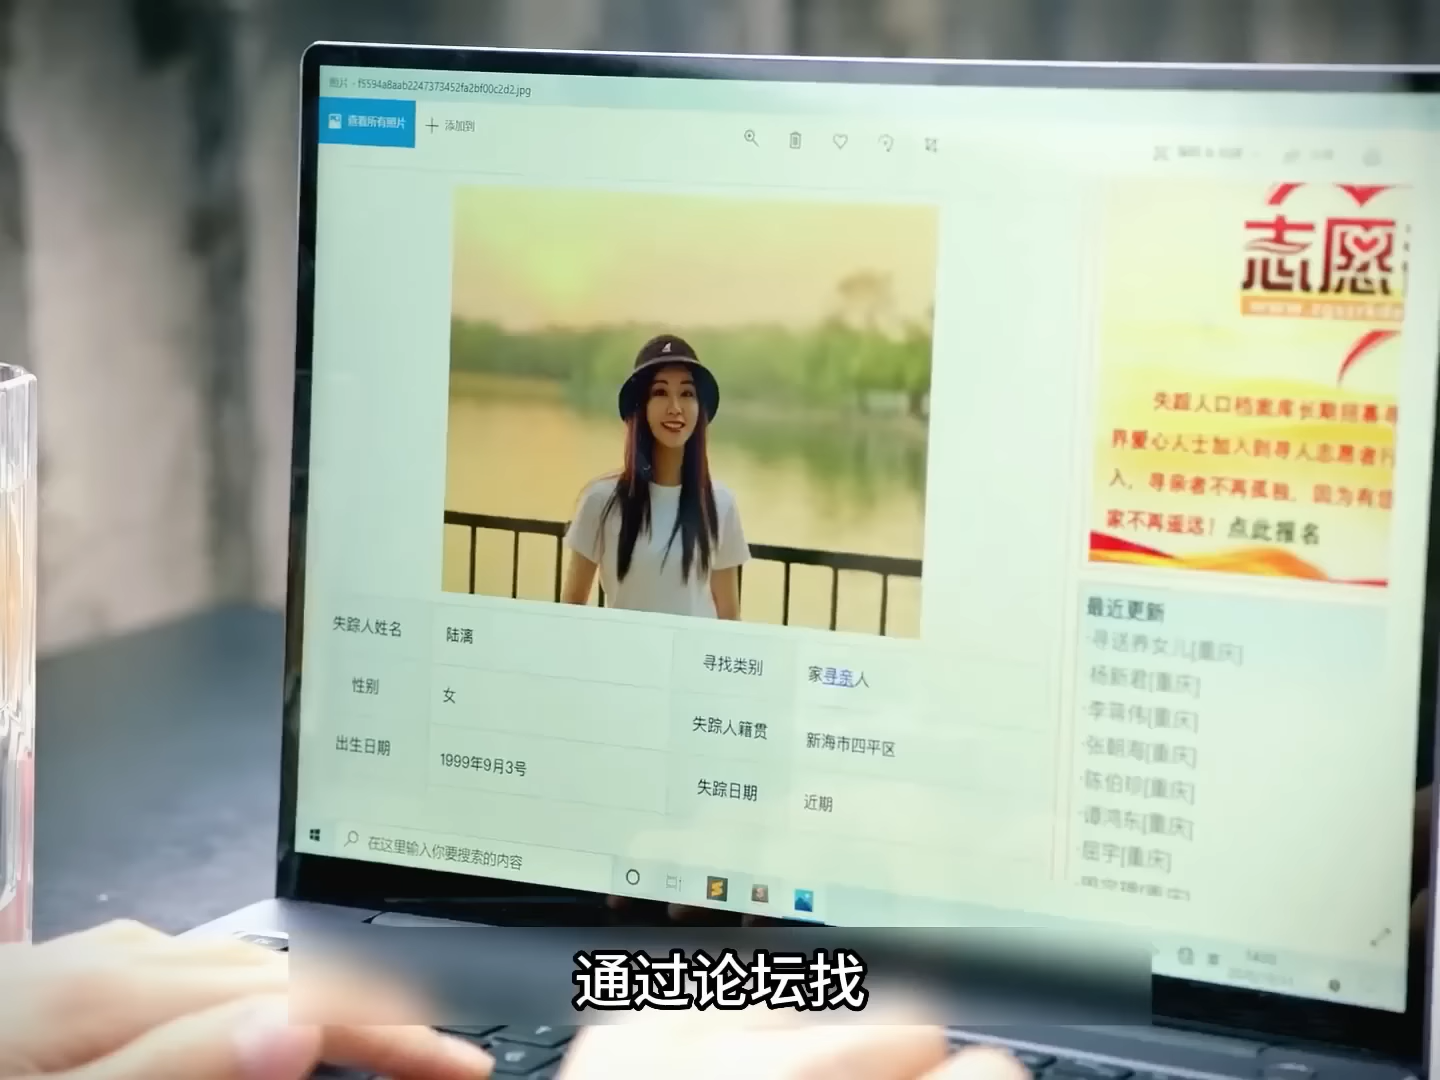 照片 - f5594a8aab2247373452fa2bf00c2d2.jpg
查看所有照片
添加到
志愿
失踪人口档案库长期招募寻
界爱心人士加入到寻人志愿者行
入，寻亲者不再孤独，因为有您
家不再遥远！点此报名
失踪人姓名
陆漓
寻找类别
家寻亲人
性别
女
失踪人籍贯
新海市四平区
出生日期
1999年9月3号
失踪日期
近期
最近更新
·寻送养女儿[重庆]
·杨新君[重庆]
·李蒋伟[重庆]
·张朝海[重庆]
·陈伯珍[重庆]
·谭鸿东[重庆]
·屈宇[重庆]
在这里输入你要搜索的内容
通过论坛找